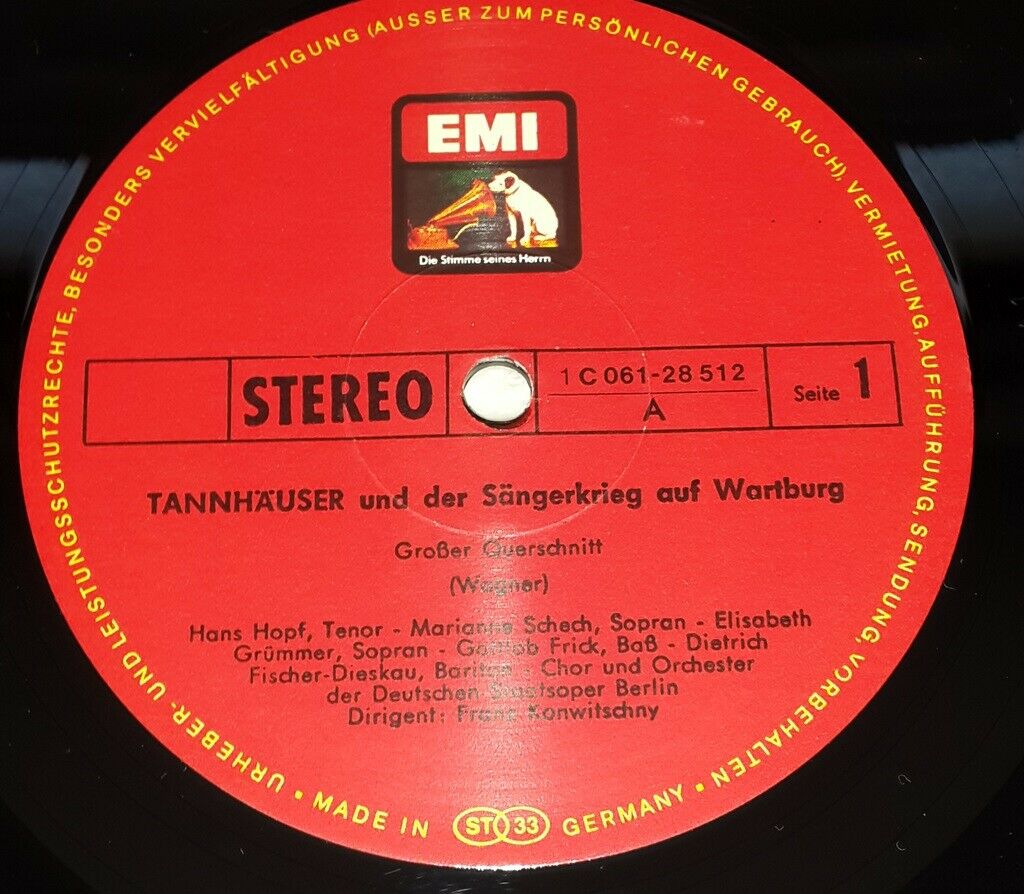 URHEBER- UND LEISTUNGSSCHUTZRECHTE, BESONDERS VERVIELFÄLTIGUNG (AUSSER ZUM PERSÖNLICHEN GEBRAUCH), VERMIETUNG, AUFFÜHRUNG, SENDUNG, VORBEHALTEN •
EMI
Die Stimme seines Herrn
STEREO
1 C 061-28 512
A
Seite 1
TANNHÄUSER und der Sängerkrieg auf Wartburg
Großer Querschnitt
(Wagner)
Hans Hopf, Tenor - Marianne Schech, Sopran - Elisabeth
Grümmer, Sopran - Gottlob Frick, Baß - Dietrich
Fischer-Dieskau, Bariton - Chor und Orchester
der Deutschen Staatsoper Berlin
Dirigent: Franz Konwitschny
• MADE IN ST 33 GERMANY •